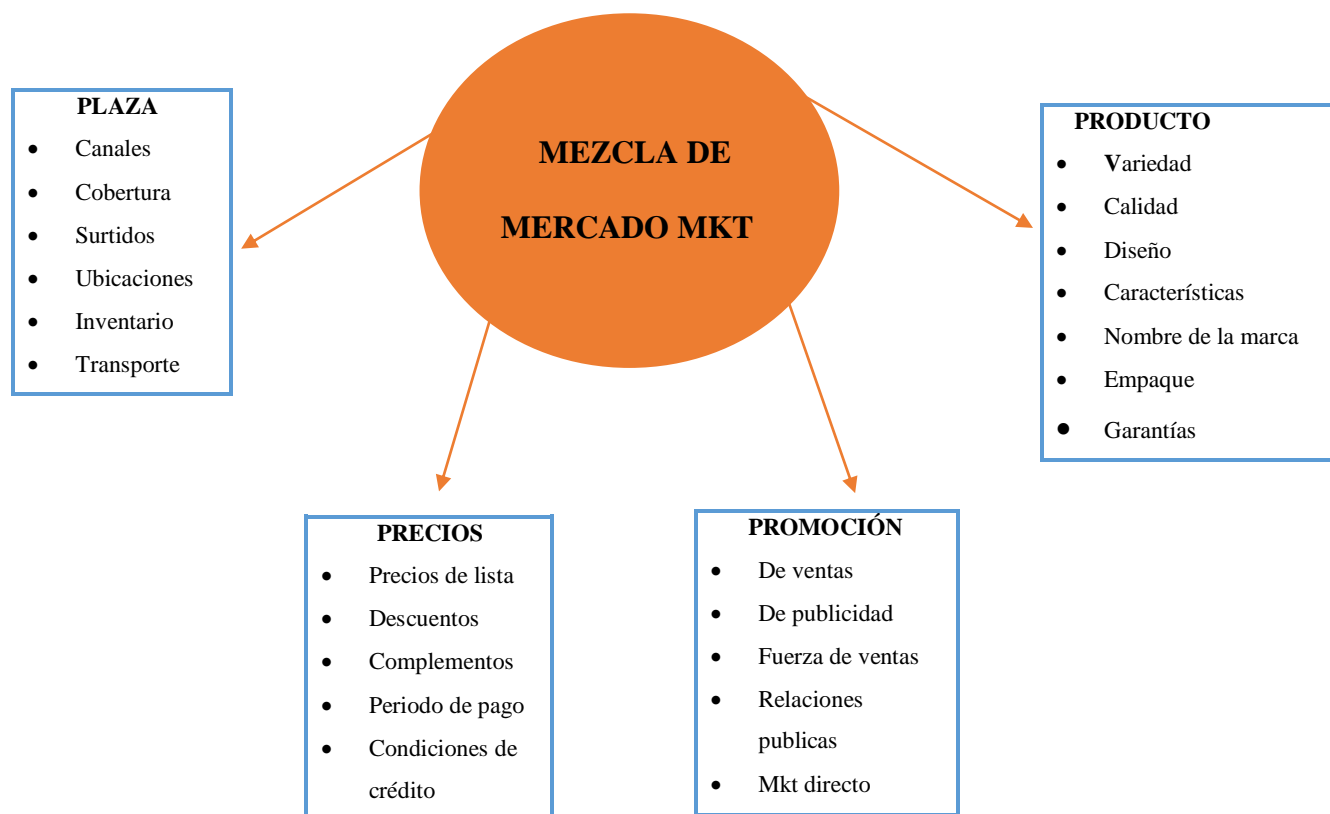 MEZCLA DE
MERCADO MKT
PLAZA
• Canales
• Cobertura
• Surtidos
• Ubicaciones
• Inventario
• Transporte
PRODUCTO
• Variedad
• Calidad
• Diseño
• Características
• Nombre de la marca
• Empaque
• Garantías
PRECIOS
• Precios de lista
• Descuentos
• Complementos
• Periodo de pago
• Condiciones de
crédito
PROMOCIÓN
• De ventas
• De publicidad
• Fuerza de ventas
• Relaciones
publicas
• Mkt directo